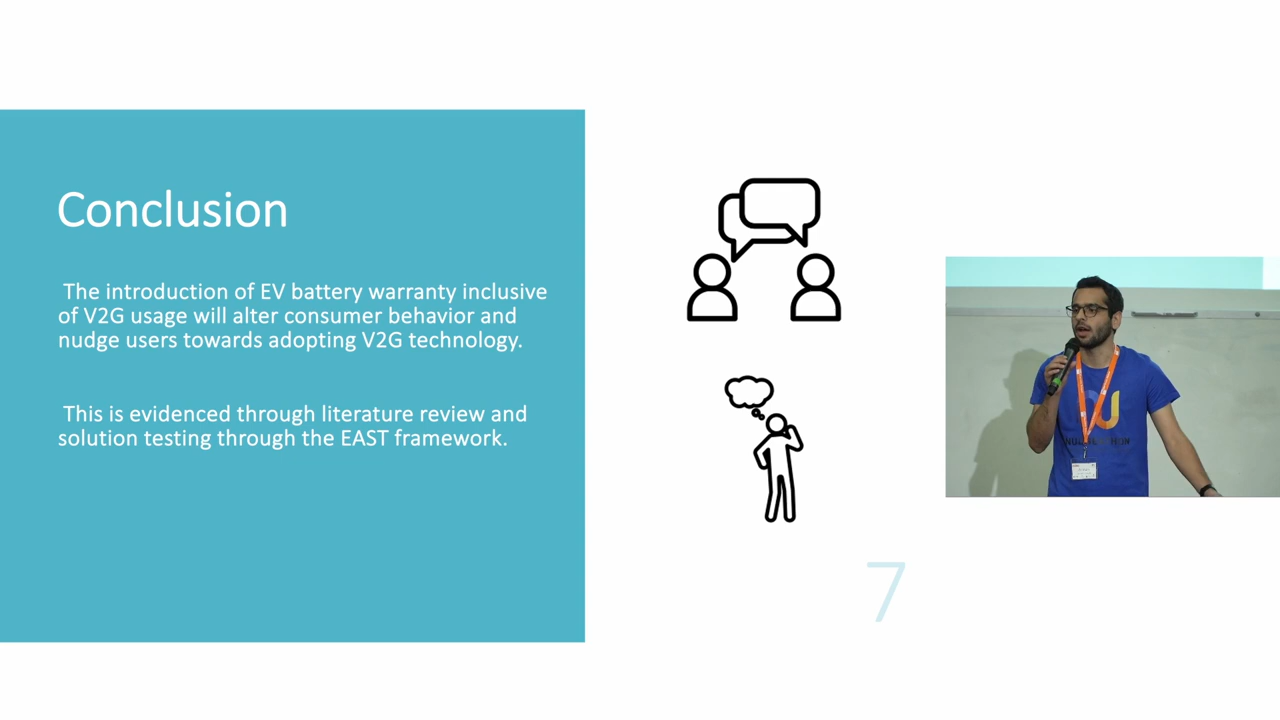 Conclusion
The introduction of EV battery warranty inclusive
of V2G usage will alter consumer behavior and
nudge users towards adopting V2G technology.
This is evidenced through literature review and
solution testing through the EAST framework.
7